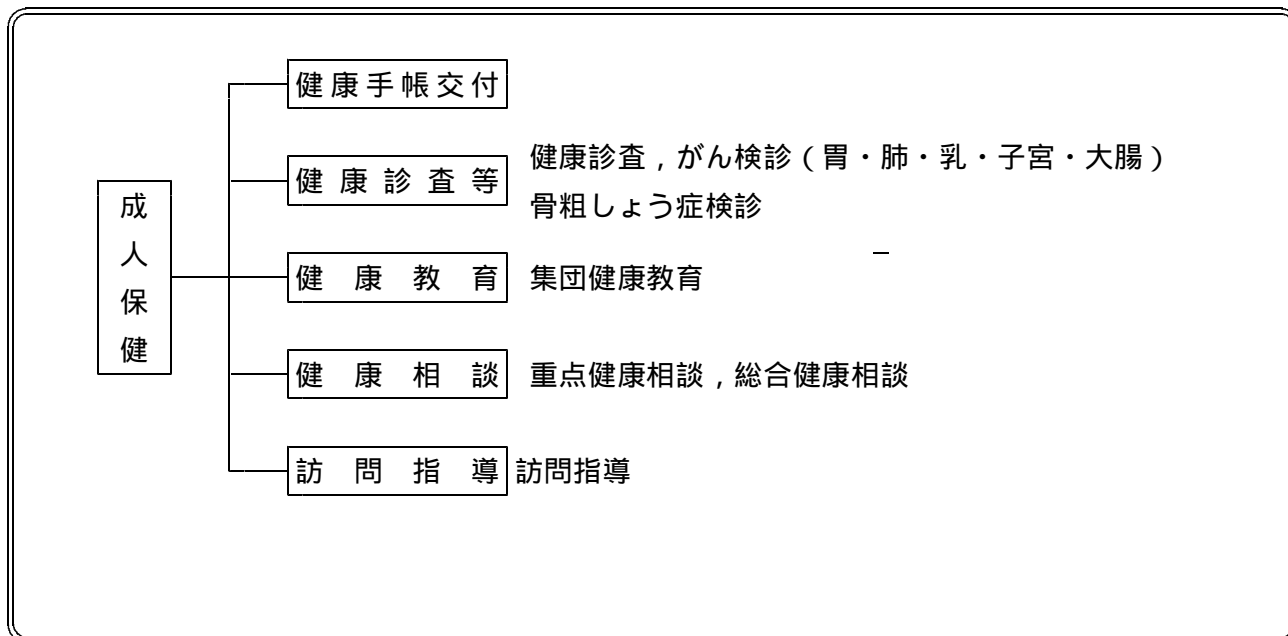 健康手帳交付
健康診査等
健康診査，がん検診（胃・肺・乳・子宮・大腸）
骨粗しょう症検診
成人保健
健康教育 集団健康教育
健康相談 重点健康相談，総合健康相談
訪問指導 訪問指導